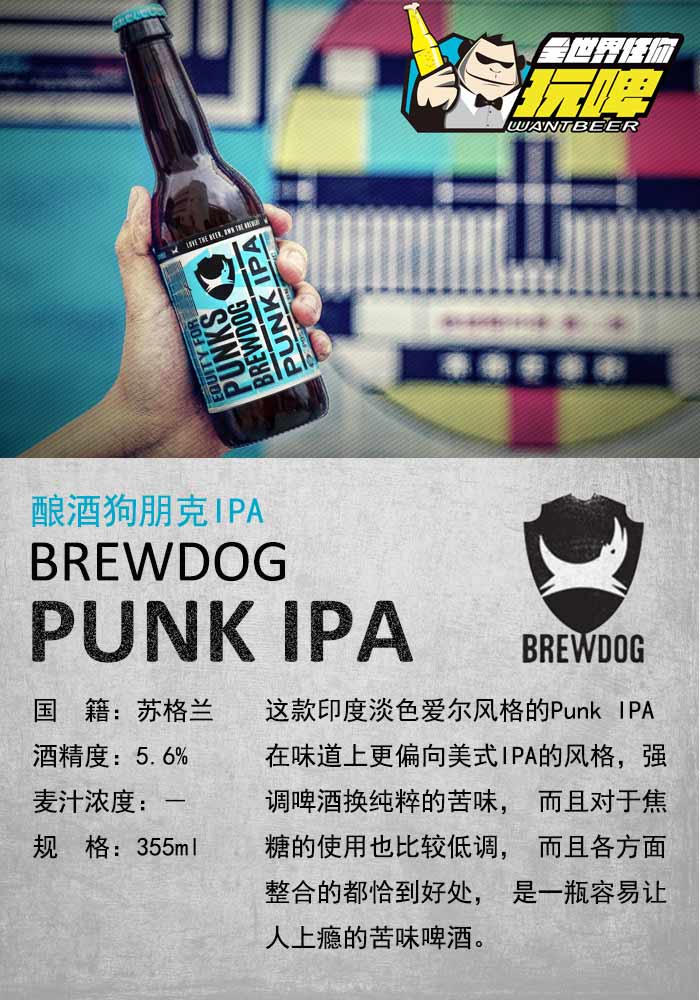 全世界任你
玩啤
WANTBEER
LOVE THE BEER, OWN THE BREWERY
EQUITY FOR
PUNKS
BREWDOG
PUNK IPA
酿酒狗朋克IPA
BREWDOG
PUNK IPA
BREWDOG
国 籍：苏格兰
酒精度：5.6%
麦汁浓度：—
规 格：355ml
这款印度淡色爱尔风格的Punk IPA
在味道上更偏向美式IPA的风格，强
调啤酒换纯粹的苦味， 而且对于焦
糖的使用也比较低调， 而且各方面
整合的都恰到好处， 是一瓶容易让
人上瘾的苦味啤酒。